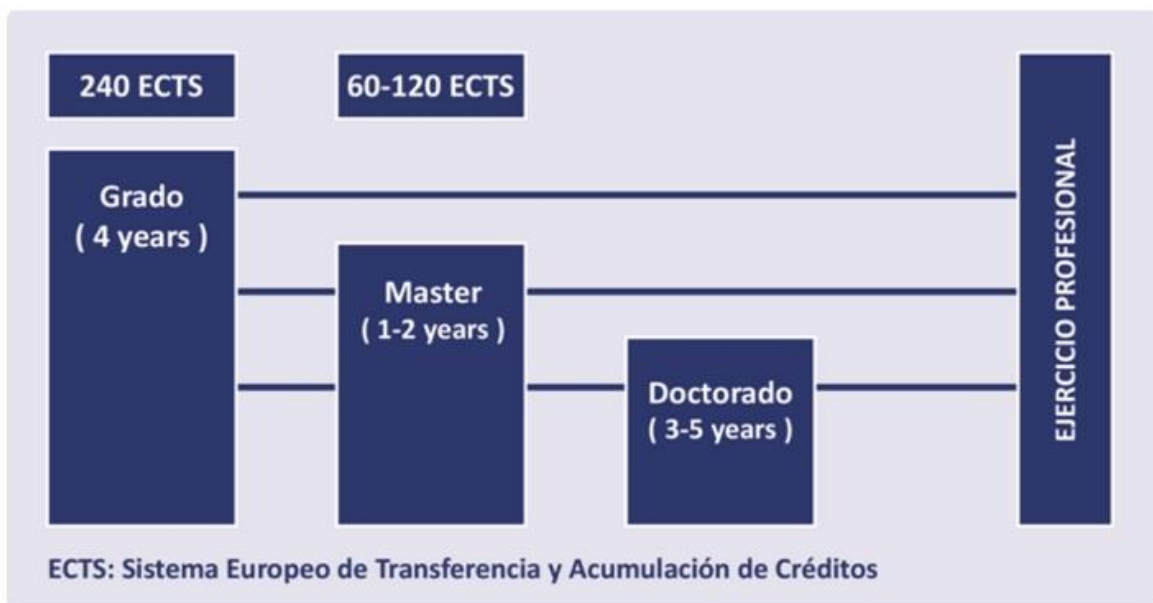 240 ECTS
60-120 ECTS
Grado
( 4 years )
Master
( 1-2 years )
Doctorado
( 3-5 years )
EJERCICIO PROFESIONAL
ECTS: Sistema Europeo de Transferencia y Acumulación de Créditos